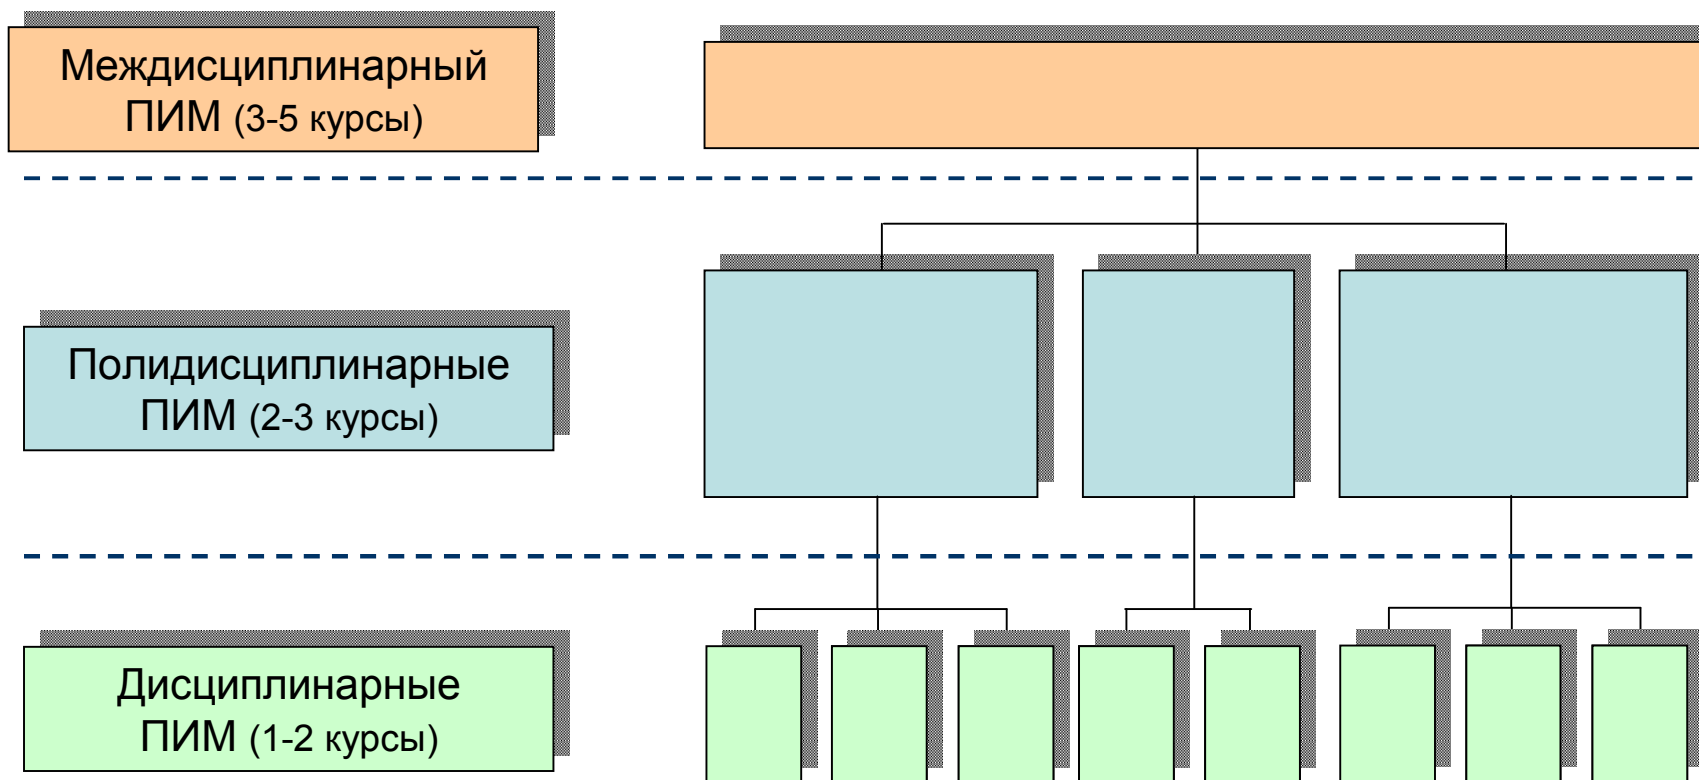 Междисциплинарный
ПИМ (3-5 курсы)
Полидисциплинарные
ПИМ (2-3 курсы)
Дисциплинарные
ПИМ (1-2 курсы)